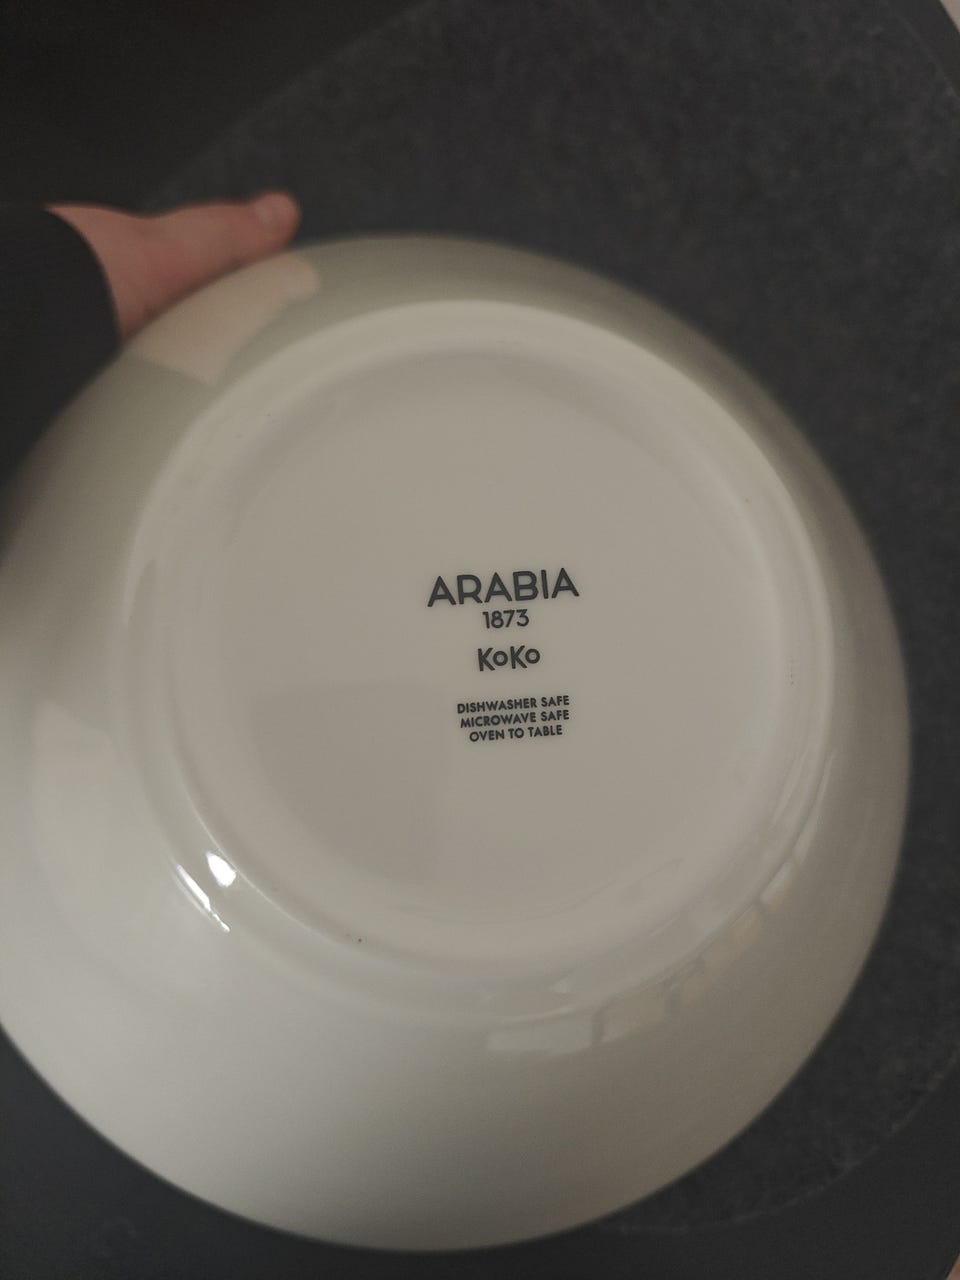 ARABIA
1873
KoKo
DISHWASHER SAFE
MICROWAVE SAFE
OVEN TO TABLE